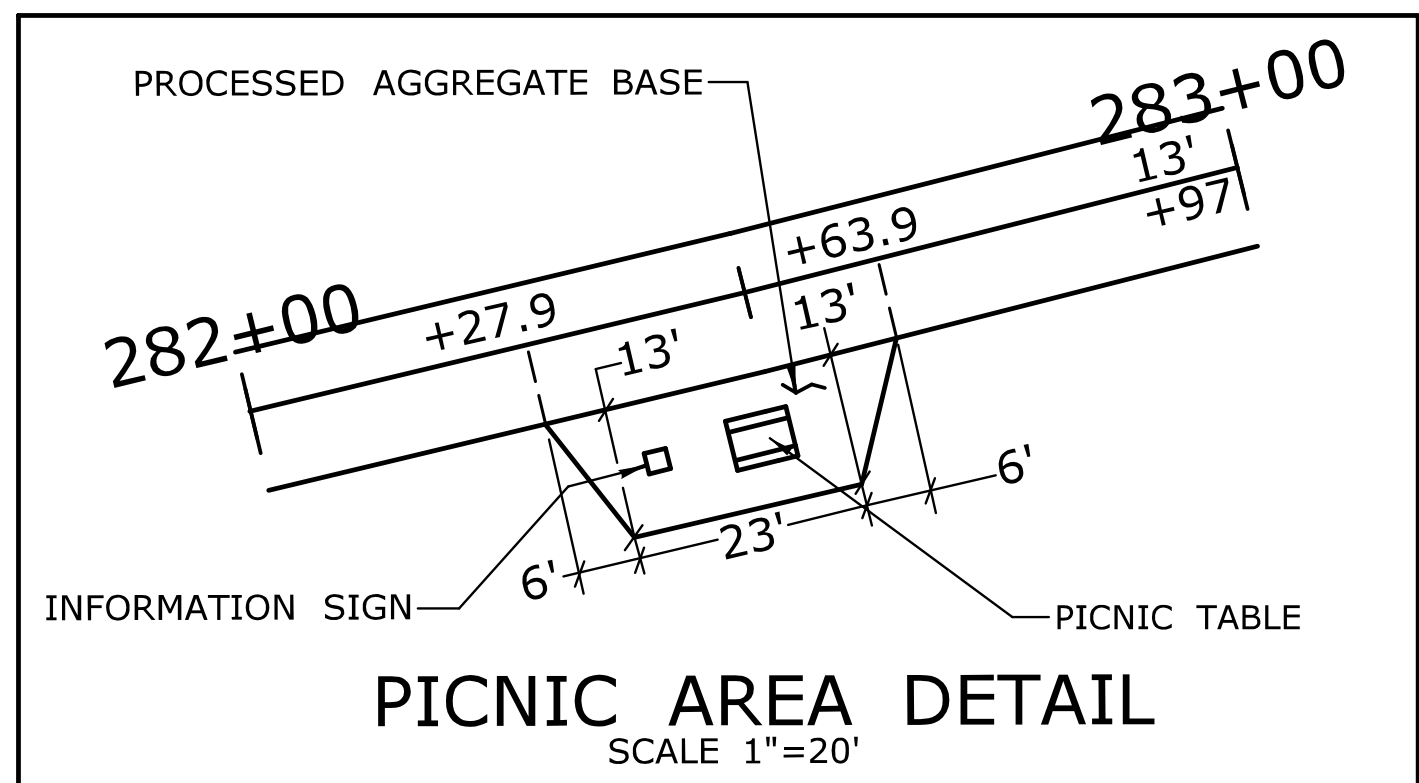 PROCESSED AGGREGATE BASE
283+00
13'
+97
+63.9
282+00
+27.9
13'
13'
6'
23'
6'
INFORMATION SIGN
PICNIC TABLE
PICNIC AREA DETAIL
SCALE 1"=20'